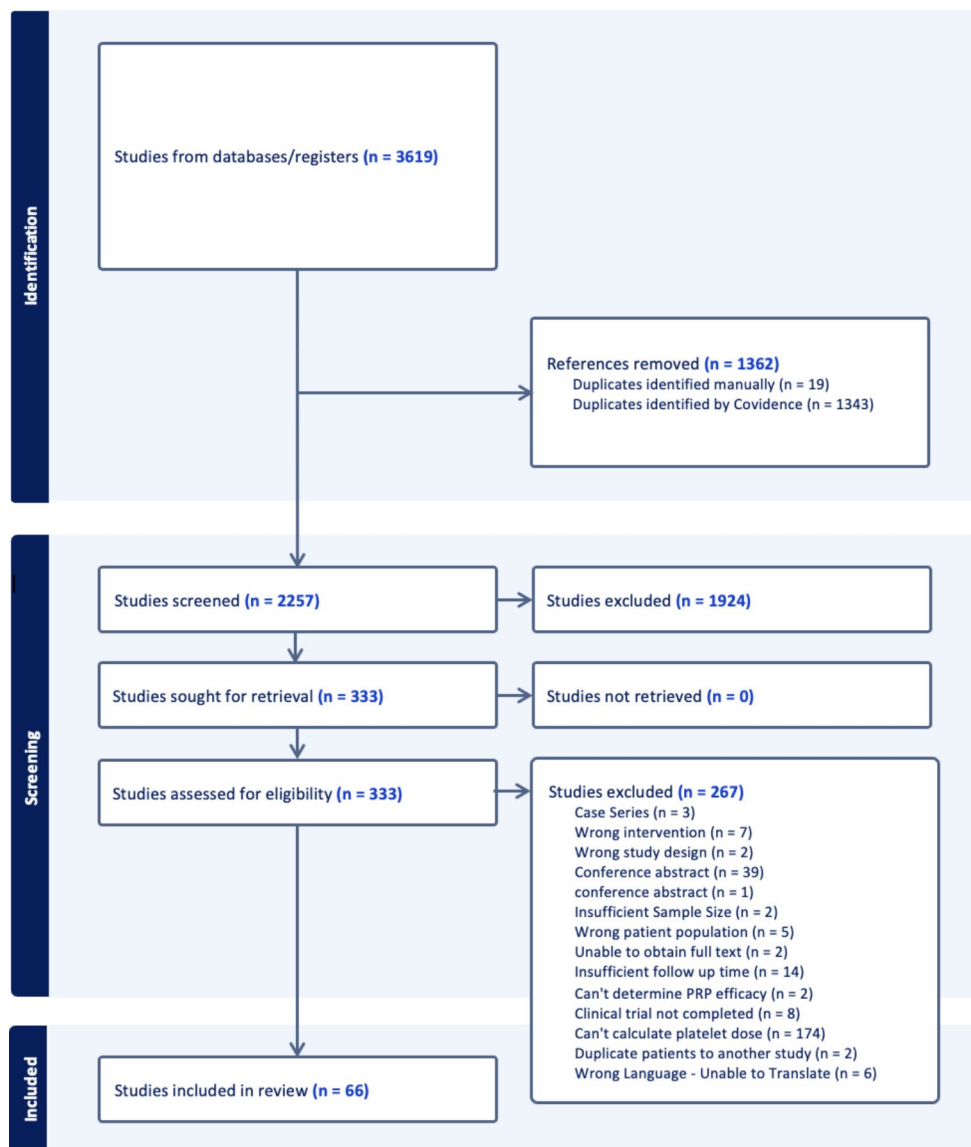 Identification
Studies from databases/registers (n = 3619)
References removed (n = 1362)
Duplicates identified manually (n = 19)
Duplicates identified by Covidence (n = 1343)
Screening
Studies screened (n = 2257)
Studies excluded (n = 1924)
Studies sought for retrieval (n = 333)
Studies not retrieved (n = 0)
Studies assessed for eligibility (n = 333)
Studies excluded (n = 267)
Case Series (n = 3)
Wrong intervention (n = 7)
Wrong study design (n = 2)
Conference abstract (n = 39)
conference abstract (n = 1)
Insufficient Sample Size (n = 2)
Wrong patient population (n = 5)
Unable to obtain full text (n = 2)
Insufficient follow up time (n = 14)
Can't determine PRP efficacy (n = 2)
Clinical trial not completed (n = 8)
Can't calculate platelet dose (n = 174)
Duplicate patients to another study (n = 2)
Wrong Language - Unable to Translate (n = 6)
Included
Studies included in review (n = 66)